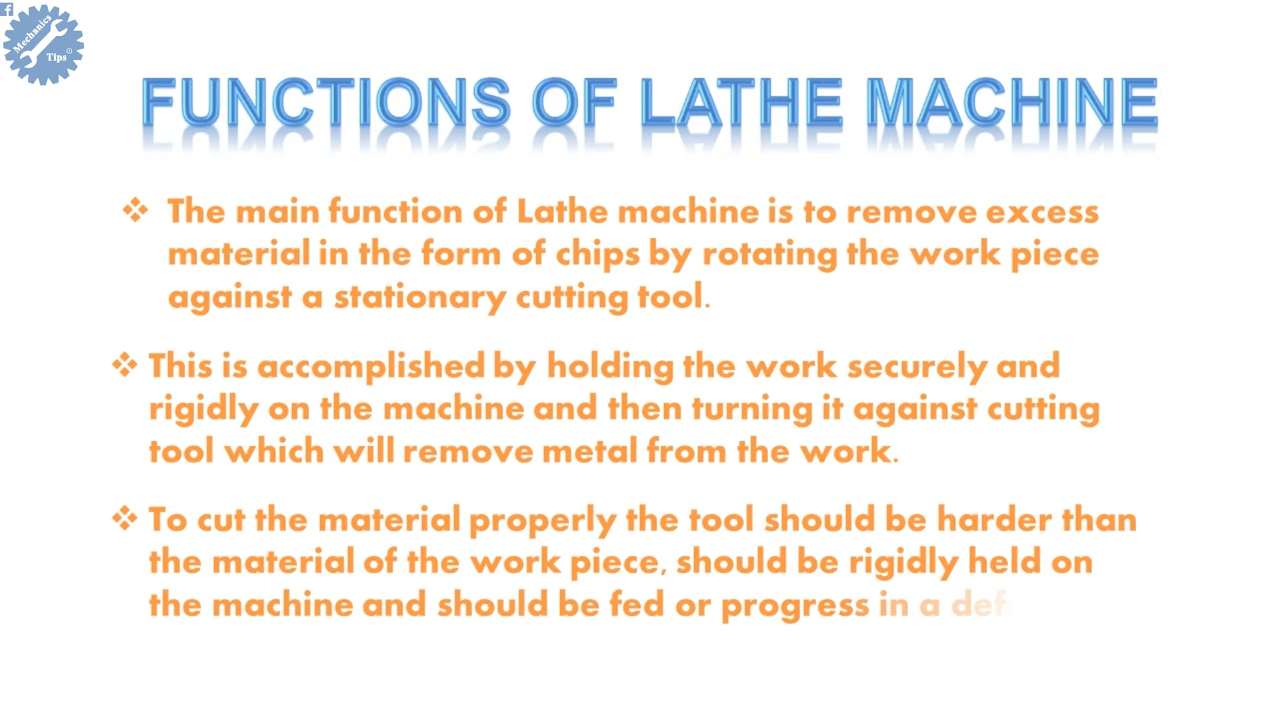 f
Mechanics
Tips
FUNCTIONS OF LATHE MACHINE
❖ The main function of Lathe machine is to remove excess
material in the form of chips by rotating the work piece
against a stationary cutting tool.
❖ This is accomplished by holding the work securely and
rigidly on the machine and then turning it against cutting
tool which will remove metal from the work.
❖ To cut the material properly the tool should be harder than
the material of the work piece, should be rigidly held on
the machine and should be fed or progress in a